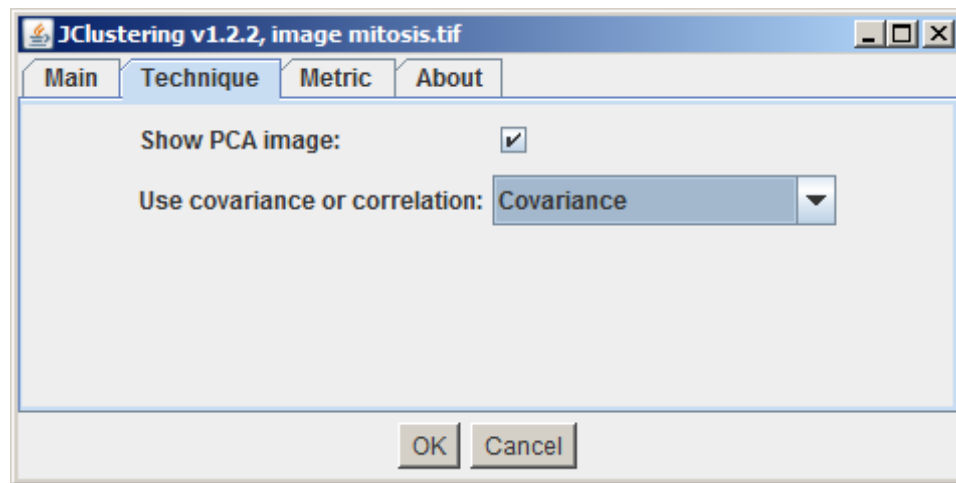 JClustering v1.2.2, image mitosis.tif
Main Technique Metric About
Show PCA image:
Use covariance or correlation: Covariance
OK Cancel